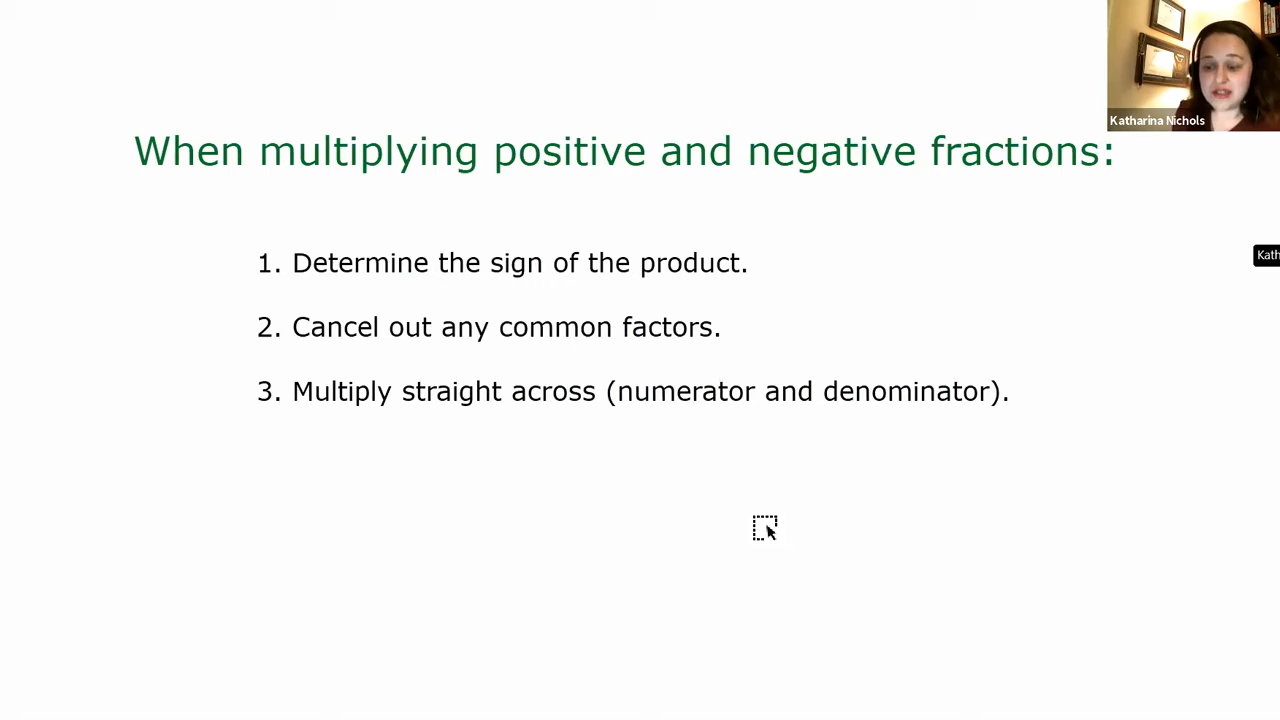 Katharina Nichols
When multiplying positive and negative fractions:
Kath
1. Determine the sign of the product.
2. Cancel out any common factors.
3. Multiply straight across (numerator and denominator).